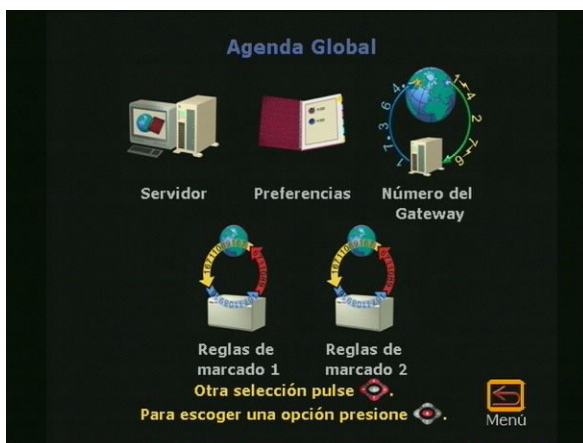 Agenda Global
Servidor
Preferencias
Número del
Gateway
Reglas de
marcado 1
Reglas de
marcado 2
Otra selección pulse .
Para escoger una opción presione .
Menú